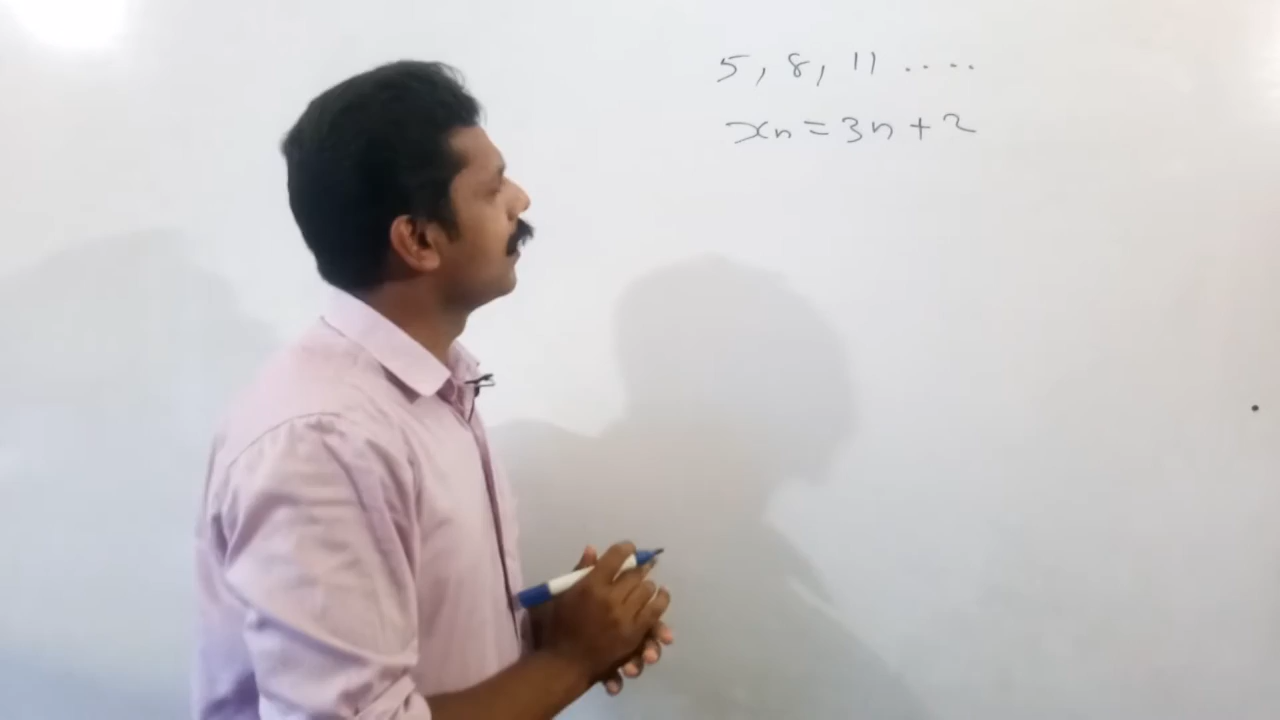 5, 8, 11 ....
xn = 3n + 2